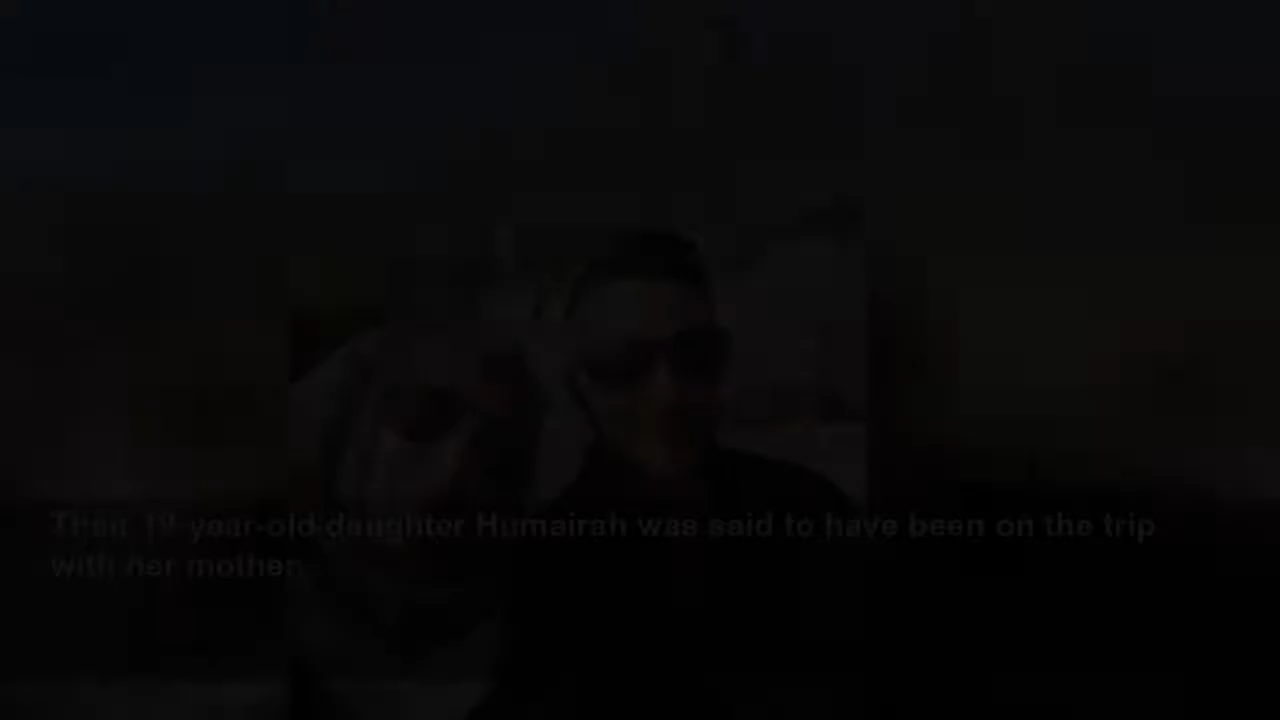 Their 19-year-old daughter Humairah was said to have been on the trip
with her mother.